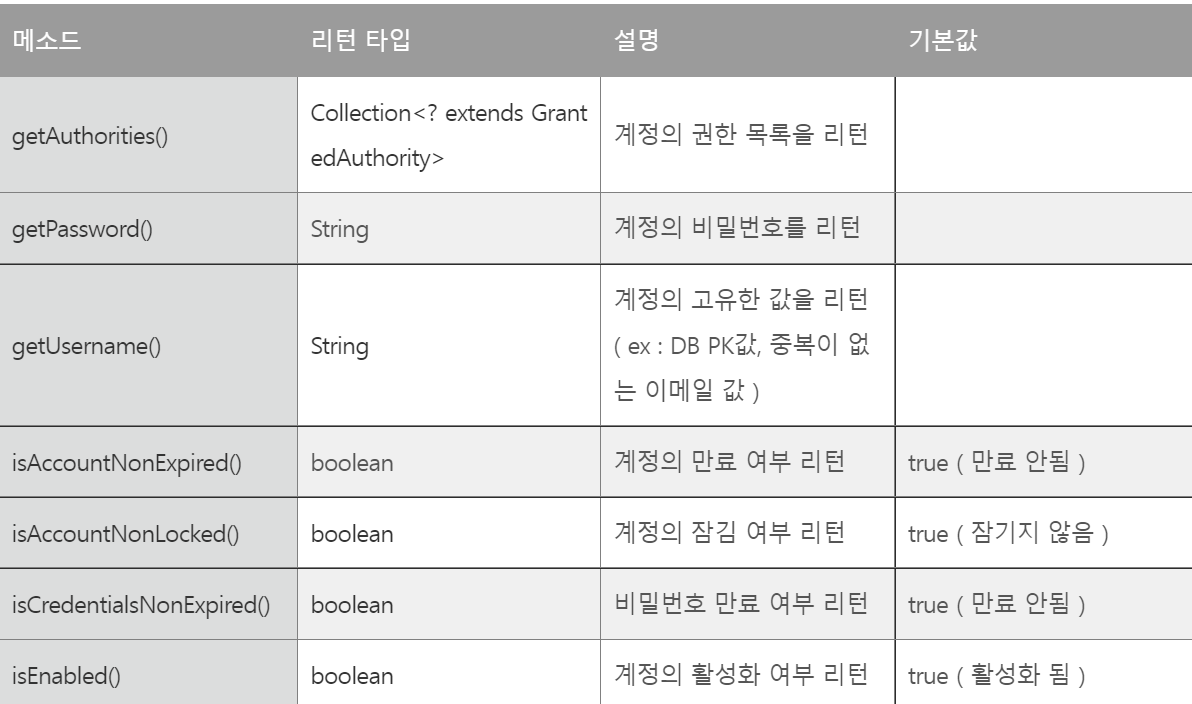 메소드 리턴 타입 설명 기본값
getAuthorities() Collection<? extends Grant
edAuthority> 계정의 권한 목록을 리턴
getPassword() String 계정의 비밀번호를 리턴
getUsername() String 계정의 고유한 값을 리턴
( ex : DB PK값, 중복이 없
는 이메일 값 )
isAccountNonExpired() boolean 계정의 만료 여부 리턴 true ( 만료 안됨 )
isAccountNonLocked() boolean 계정의 잠김 여부 리턴 true ( 잠기지 않음 )
isCredentialsNonExpired() boolean 비밀번호 만료 여부 리턴 true ( 만료 안됨 )
isEnabled() boolean 계정의 활성화 여부 리턴 true ( 활성화 됨 )